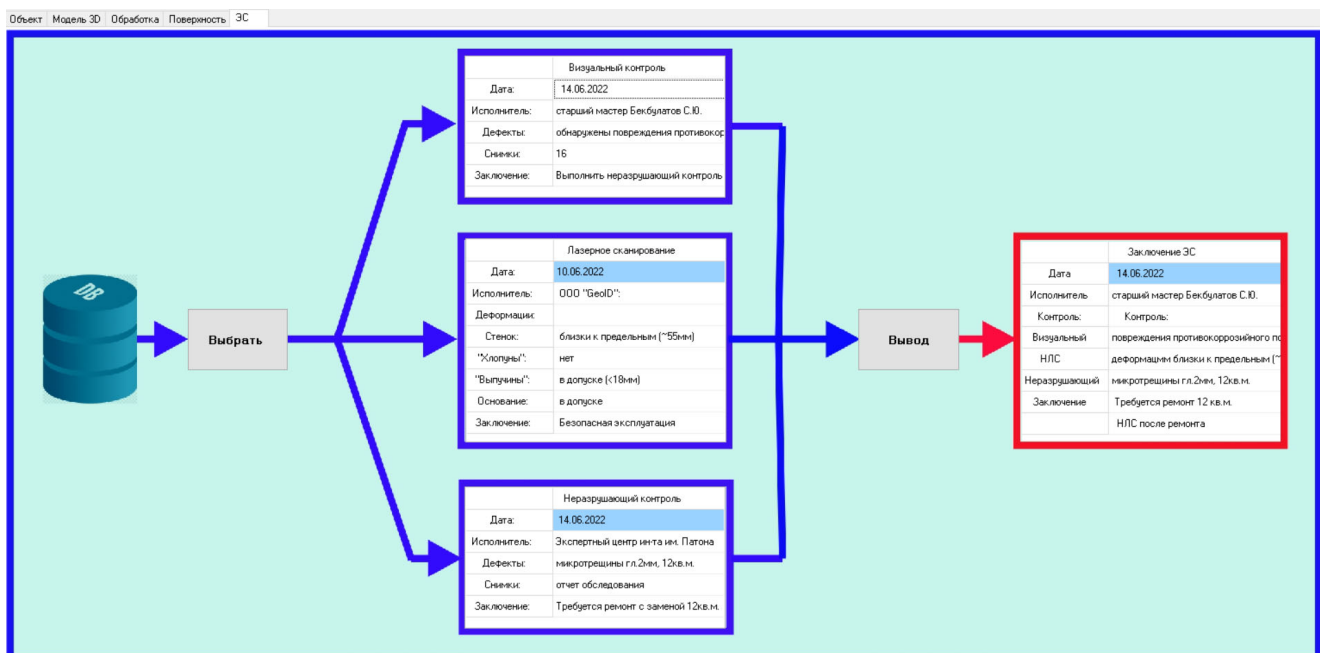 Объект Модель 3D Обработка Поверхность ЭС
Визуальный контроль
Дата: 14.06.2022
Исполнитель: старший мастер Бекбулатов С.Ю.
Дефекты: обнаружены повреждения противокор
Снимки: 16
Заключение: Выполнить неразрушающий контроль
DB
Выбрать
Лазерное сканирование
Дата: 10.06.2022
Исполнитель: ООО "GeoID":
Деформации:
Стенок: близки к предельным (~55мм)
"Хлопуны": нет
"Выпучины": в допуске (<18мм)
Основание: в допуске
Заключение: Безопасная эксплуатация
Неразрушающий контроль
Дата: 14.06.2022
Исполнитель: Экспертный центр ин-та им. Патона
Дефекты: микротрещины гл.2мм, 12кв.м.
Снимки: отчет обследования
Заключение: Требуется ремонт с заменой 12кв.м.
Вывод
Заключение ЭС
Дата 14.06.2022
Исполнитель старший мастер Бекбулатов С.Ю.
Контроль: Контроль:
Визуальный повреждения противокоррозийного по
НЛС деформацмм близки к предельным (~
Неразрушающий микротрещины гл.2мм, 12кв.м.
Заключение Требуется ремонт 12 кв.м.
НЛС после ремонта